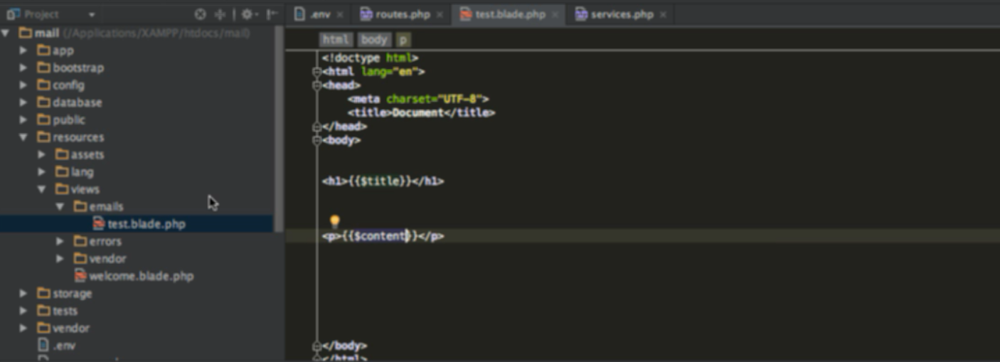 Project
mail (/Applications/XAMPP/htdocs/mail)
app
bootstrap
config
database
public
resources
assets
lang
views
emails
test.blade.php
errors
vendor
welcome.blade.php
storage
tests
vendor
.env
.env
routes.php
test.blade.php
services.php
html body p
<!doctype html>
<html lang="en">
<head>
<meta charset="UTF-8">
<title>Document</title>
</head>
<body>
<h1>{{$title}}</h1>
<p>{{$content}}</p>
</body>
</html>